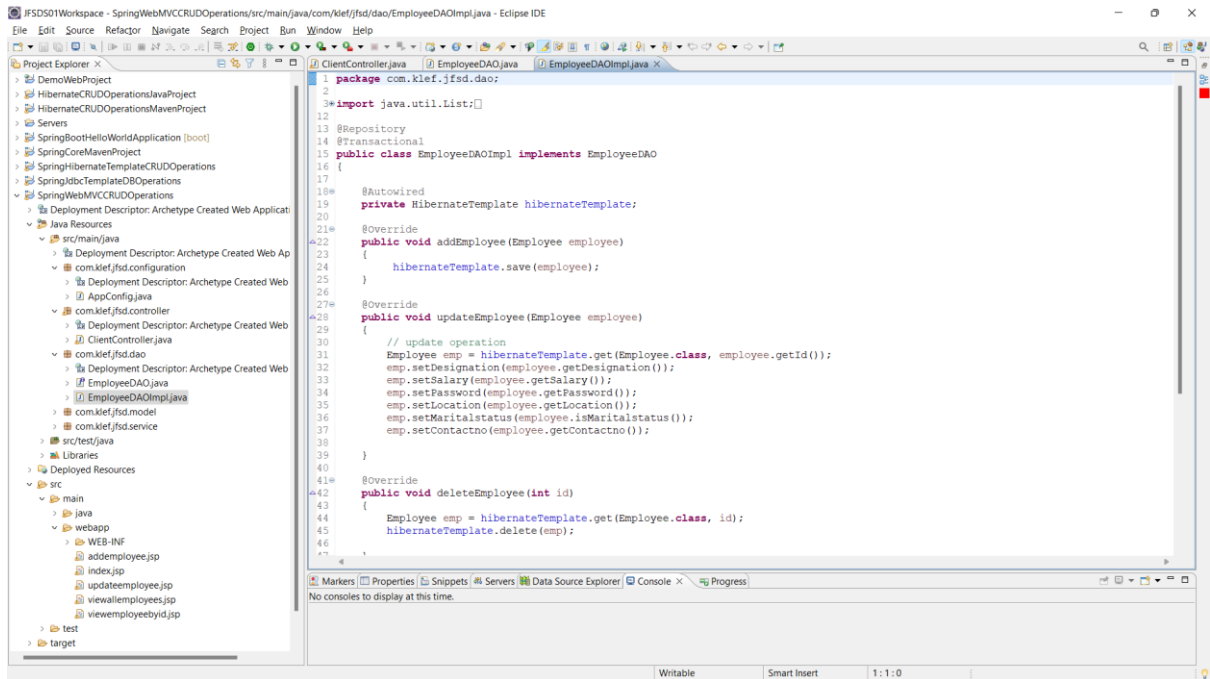 JFSDS01Workspace - SpringWebMVCCRUDOperations/src/main/java/com/klef/jfsd/dao/EmployeeDAOImpl.java - Eclipse IDE
File Edit Source Refactor Navigate Search Project Run Window Help
Project Explorer
DemoWebProject
HibernateCRUDOperationsJavaProject
HibernateCRUDOperationsMavenProject
Servers
SpringBootHelloWorldApplication [boot]
SpringCoreMavenProject
SpringHibernateTemplateCRUDOperations
SpringJdbcTemplateDBOperations
SpringWebMVCCRUDOperations
Deployment Descriptor: Archetype Created Web Applicati
Java Resources
src/main/java
Deployment Descriptor: Archetype Created Web Ap
com.klef.jfsd.configuration
Deployment Descriptor: Archetype Created Web
AppConfig.java
com.klef.jfsd.controller
Deployment Descriptor: Archetype Created Web
ClientController.java
com.klef.jfsd.dao
Deployment Descriptor: Archetype Created Web
EmployeeDAO.java
EmployeeDAOImpl.java
com.klef.jfsd.model
com.klef.jfsd.service
src/test/java
Libraries
Deployed Resources
src
main
java
webapp
WEB-INF
addemployee.jsp
index.jsp
updateemployee.jsp
viewallemployees.jsp
viewemployeebyid.jsp
test
target
ClientController.java EmployeeDAO.java EmployeeDAOImpl.java
1 package com.klef.jfsd.dao;
2
3 import java.util.List;
12
13 @Repository
14 @Transactional
15 public class EmployeeDAOImpl implements EmployeeDAO
16 {
17
18 @Autowired
19 private HibernateTemplate hibernateTemplate;
20
21 @Override
22 public void addEmployee(Employee employee)
23 {
24 hibernateTemplate.save(employee);
25 }
26
27 @Override
28 public void updateEmployee(Employee employee)
29 {
30 // update operation
31 Employee emp = hibernateTemplate.get(Employee.class, employee.getId());
32 emp.setDesignation(employee.getDesignation());
33 emp.setSalary(employee.getSalary());
34 emp.setPassword(employee.getPassword());
35 emp.setLocation(employee.getLocation());
36 emp.setMaritalstatus(employee.isMaritalstatus());
37 emp.setContactno(employee.getContactno());
38
39 }
40
41 @Override
42 public void deleteEmployee(int id)
43 {
44 Employee emp = hibernateTemplate.get(Employee.class, id);
45 hibernateTemplate.delete(emp);
46
47 }
Markers Properties Snippets Servers Data Source Explorer Console Progress
No consoles to display at this time.
Writable Smart Insert 1 : 1 : 0